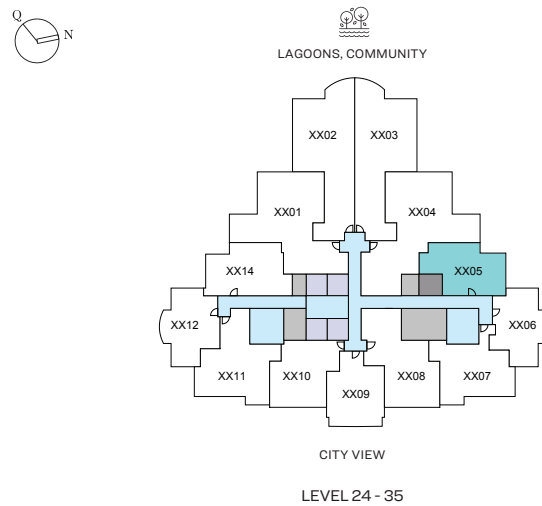 Q
N
LAGOONS, COMMUNITY
XX02 XX03
XX01 XX04
XX14 XX05
XX12 XX06
XX11 XX10 XX09 XX08 XX07
CITY VIEW
LEVEL 24 - 35